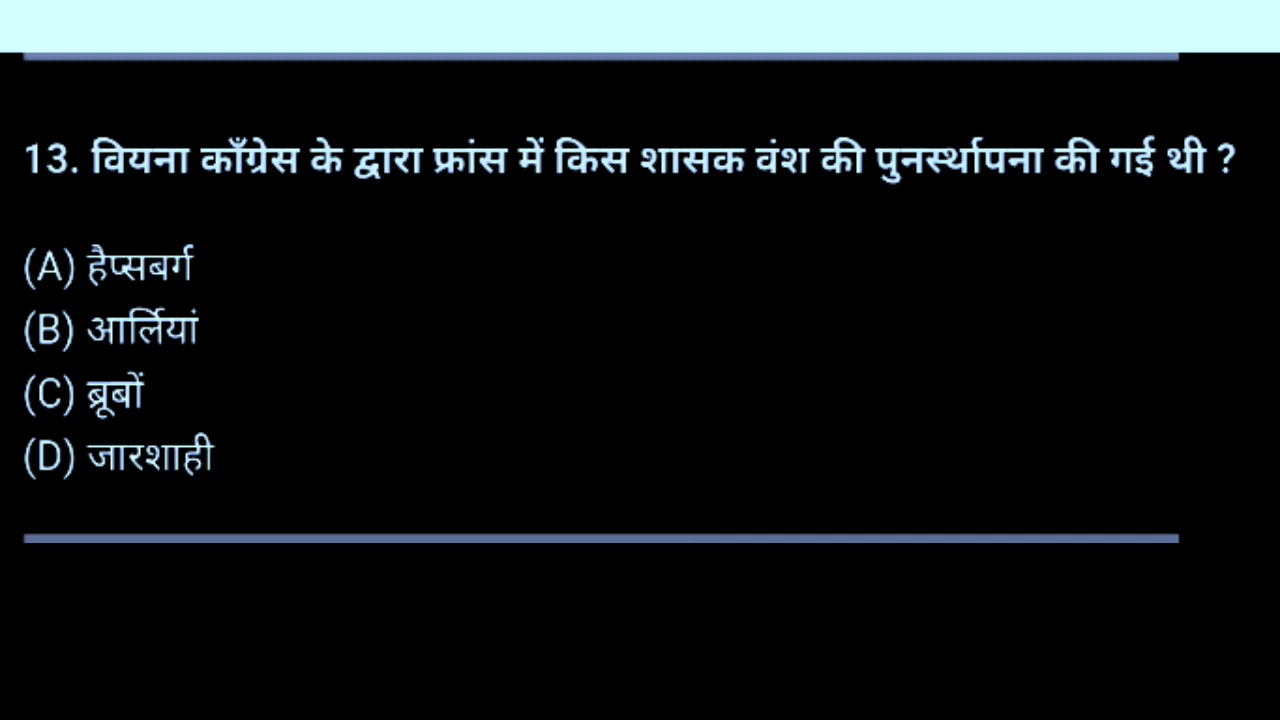 13. वियना काँग्रेस के द्वारा फ्रांस में किस शासक वंश की पुनर्स्थापना की गई थी ?
(A) हैप्सबर्ग
(B) आर्लियां
(C) ब्रूबों
(D) जारशाही